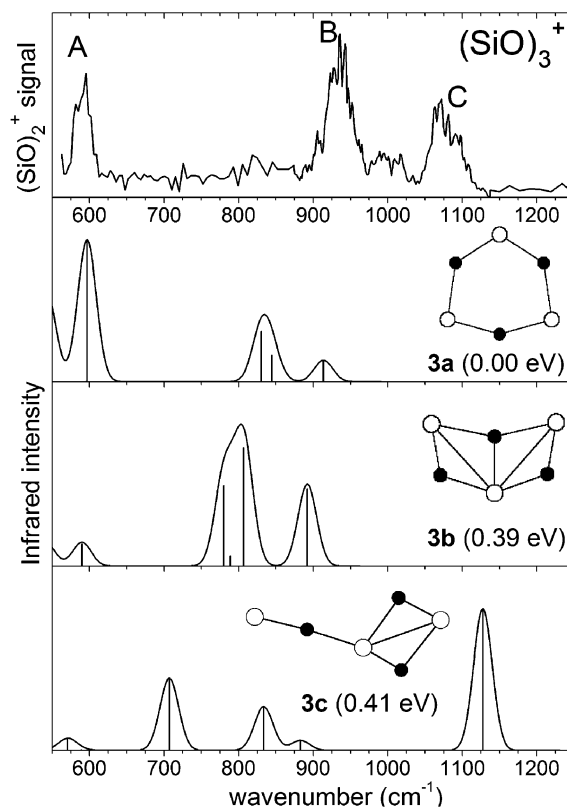 A
B
C
(SiO)₃⁺
(SiO)₂⁺ signal
600 700 800 900 1000 1100 1200
3a (0.00 eV)
Infrared intensity
3b (0.39 eV)
3c (0.41 eV)
600 700 800 900 1000 1100 1200
wavenumber (cm⁻¹)